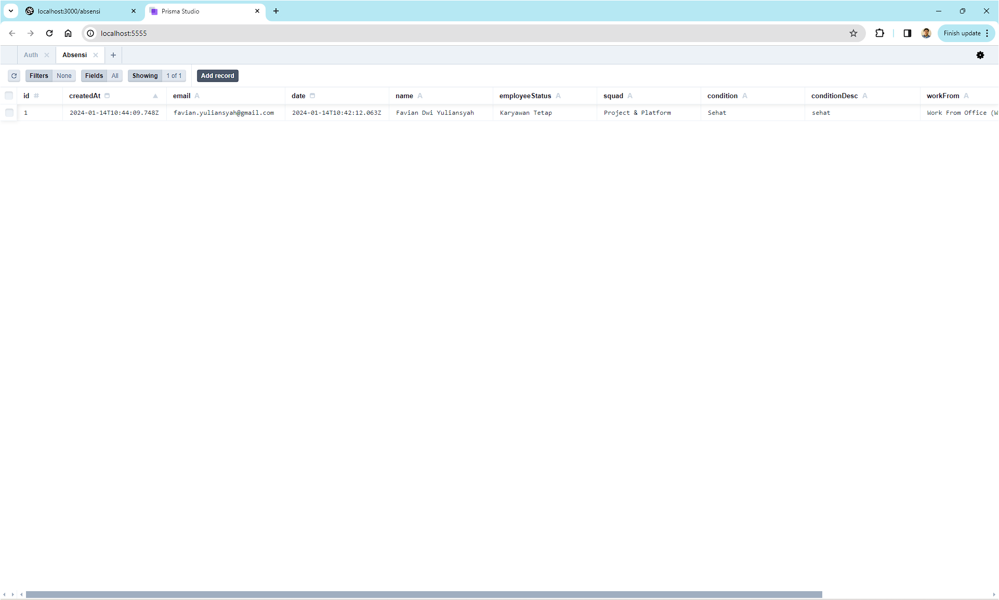 localhost:3000/absensi
Prisma Studio
localhost:5555
Finish update
Auth
Absensi
Filters None Fields All Showing 1 of 1 Add record
id # createdAt email A date name A employeeStatus A squad A condition A conditionDesc A workFrom A
1 2024-01-14T10:44:09.748Z favian.yuliansyah@gmail.com 2024-01-14T10:42:12.063Z Favian Dwi Yuliansyah Karyawan Tetap Project & Platform Sehat sehat Work From Office (W